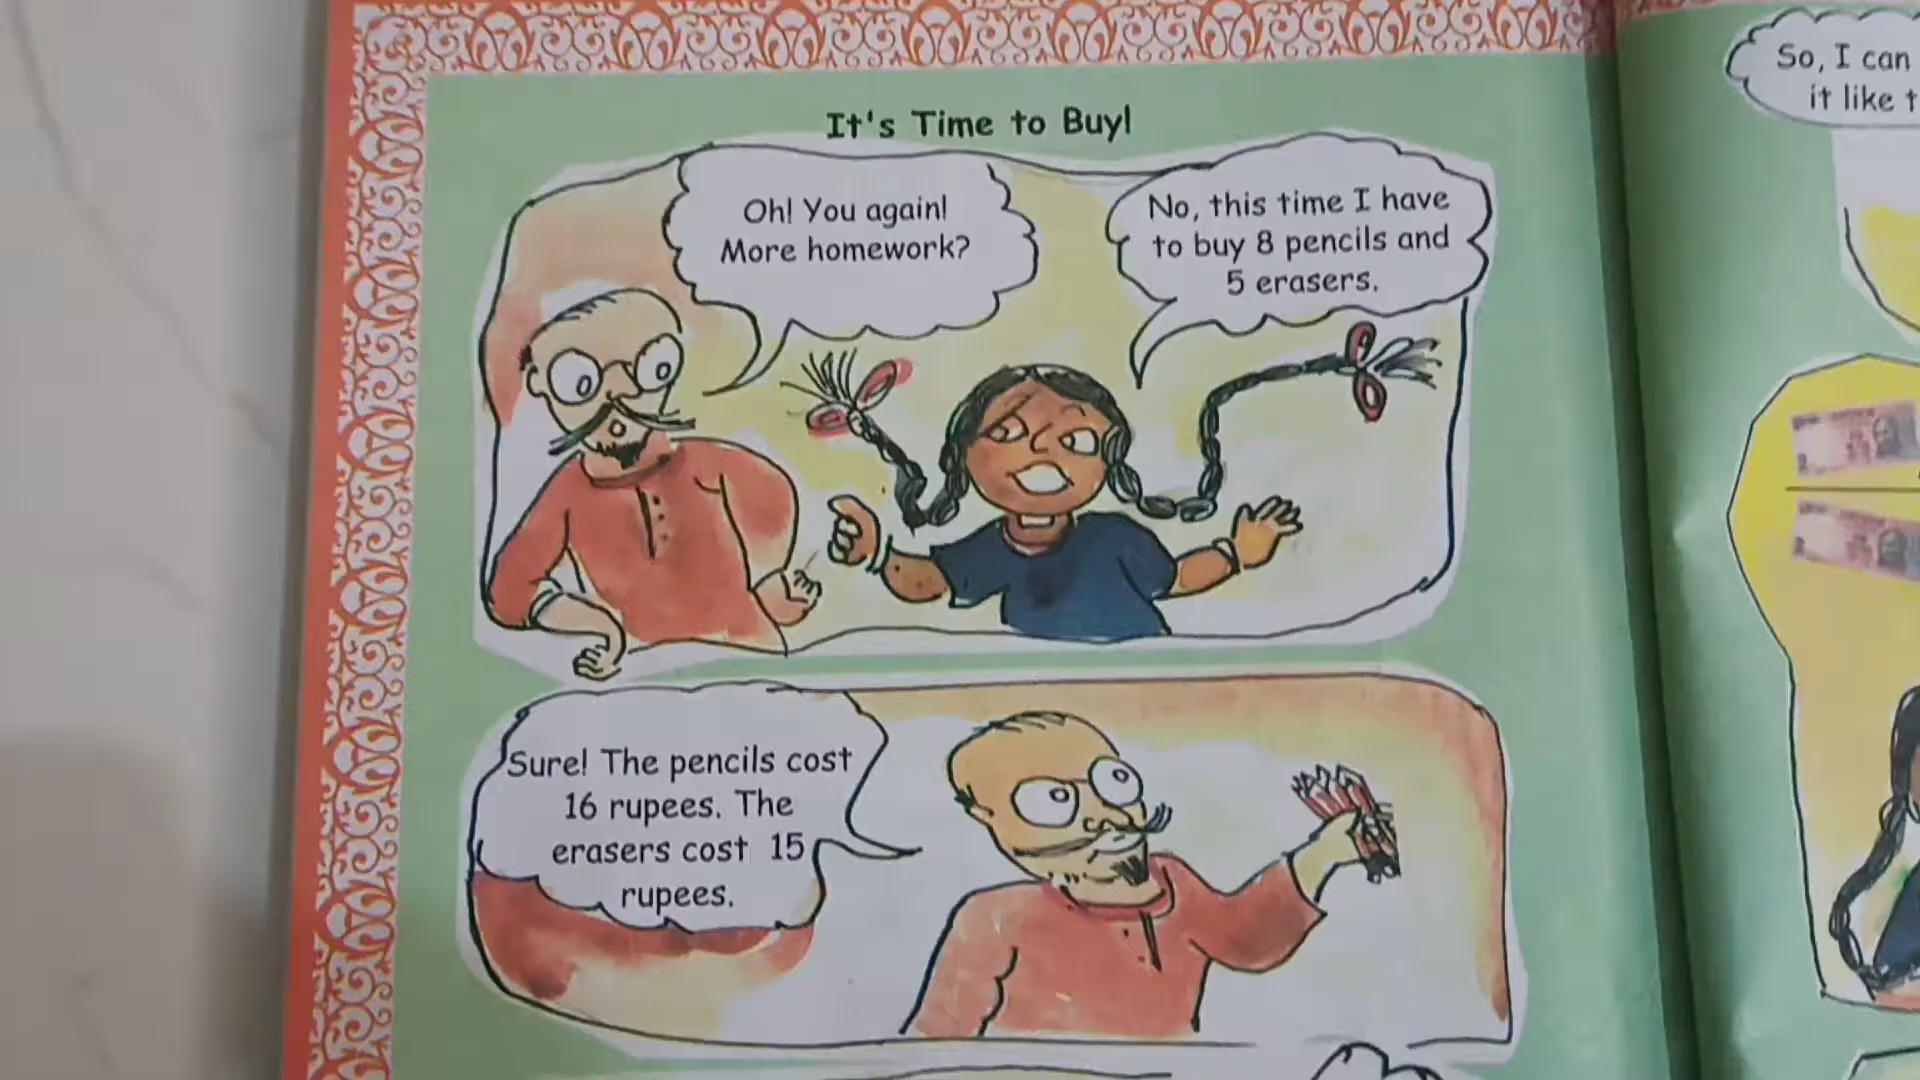 It's Time to Buy!
Oh! You again!
More homework?
No, this time I have
to buy 8 pencils and
5 erasers.
Sure! The pencils cost
16 rupees. The
erasers cost 15
rupees.
So, I can
it like